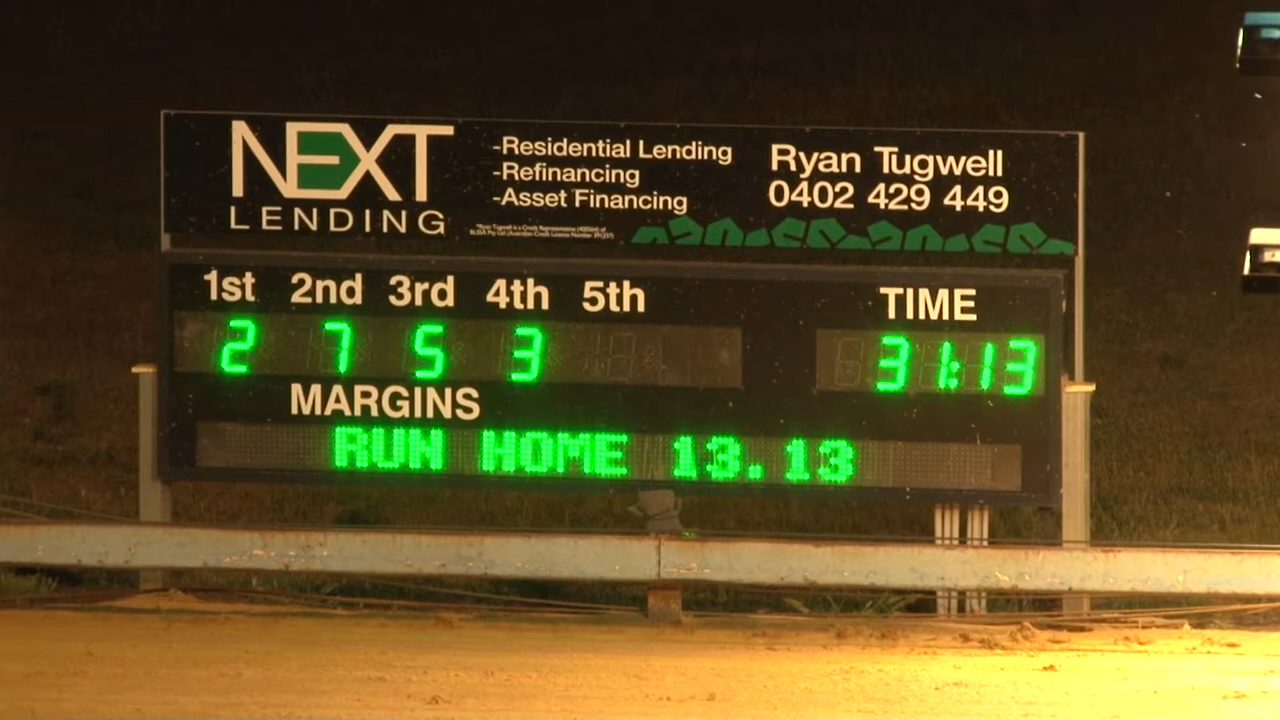 NEXT
LENDING
-Residential Lending
-Refinancing
-Asset Financing
Ryan Tugwell
0402 429 449
1st 2nd 3rd 4th 5th
2 7 5 3
TIME
31:13
MARGINS
RUN HOME 13.13